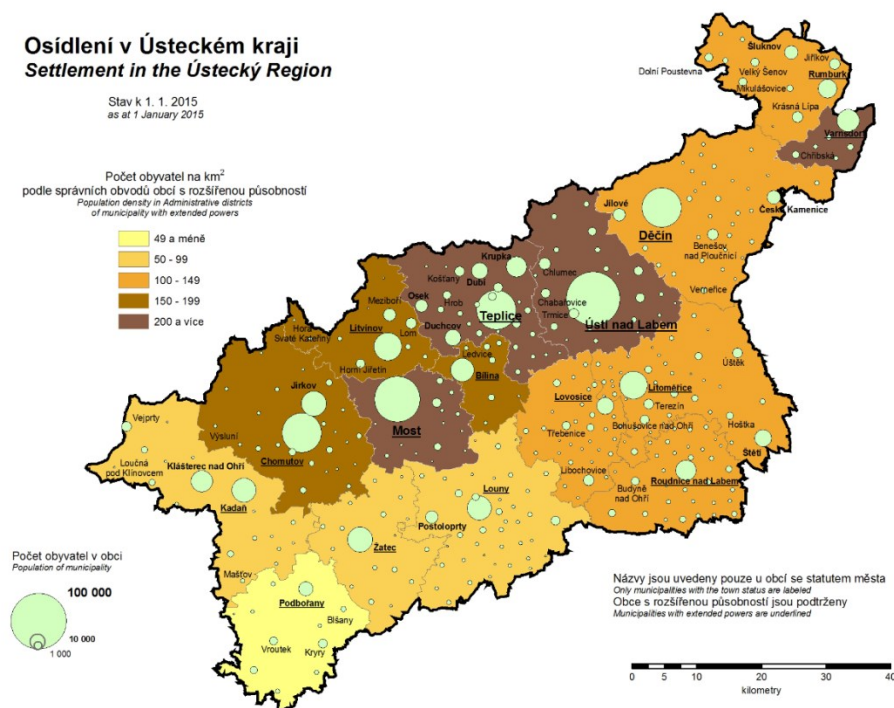 Osídlení v Ústeckém kraji
Settlement in the Ústecký Region
Stav k 1. 1. 2015
as at 1 January 2015
Počet obyvatel na km²
podle správních obvodů obcí s rozšířenou působností
Population density in Administrative districts
of municipality with extended powers
49 a méně
50 - 99
100 - 149
150 - 199
200 a více
Šluknov
Jiříkov
Dolní Poustevna
Velký Šenov
Rumburk
Mikulášovice
Krásná Lípa
Varnsdorf
Chřibská
Jílové
Česká Kamenice
Děčín
Benešov
nad Ploučnicí
Verneřice
Krupka
Chlumec
Košťany
Dubí
Meziboří
Osek
Hrob
Chabařovice
Trmice
Teplice
Ústí nad Labem
Duchcov
Litvínov
Lom
Hora
Svaté Kateřiny
Ledvice
Horní Jiřetín
Bílina
Úštěk
Jirkov
Litoměřice
Lovosice
Terezín
Vejprty
Most
Bohušovice nad Ohří
Hoštka
Výsluní
Třebenice
Štětí
Loučná
pod Klínovcem
Chomutov
Klášterec nad Ohří
Libochovice
Roudnice nad Labem
Budyně
nad Ohří
Kadaň
Louny
Postoloprty
Žatec
Mašťov
Podbořany
Blšany
Vroutek
Kryry
Počet obyvatel v obci
Population of municipality
100 000
10 000
1 000
Názvy jsou uvedeny pouze u obcí se statutem města
Only municipalities with the town status are labeled
Obce s rozšířenou působností jsou podtrženy
Municipalities with extended powers are underlined
0 5 10 20 30 40
kilometry